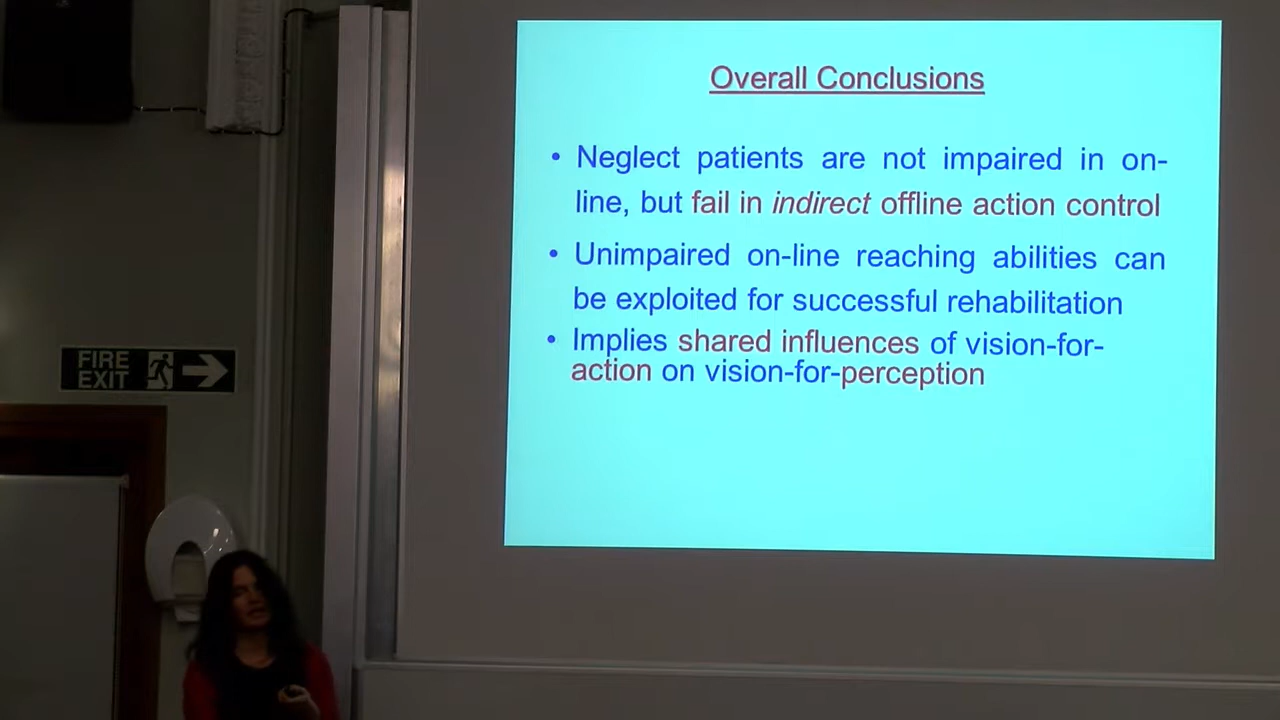 Overall Conclusions
• Neglect patients are not impaired in on-
line, but fail in indirect offline action control
• Unimpaired on-line reaching abilities can
be exploited for successful rehabilitation
• Implies shared influences of vision-for-
action on vision-for-perception
FIRE
EXIT